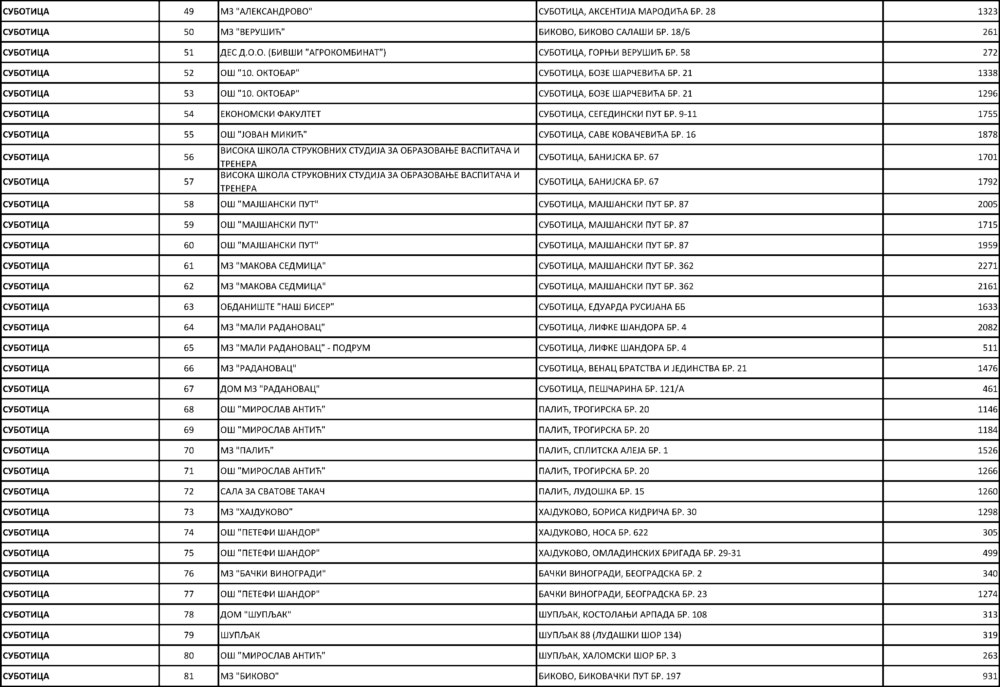 СУБОТИЦА 49 МЗ "АЛЕКСАНДРОВО" СУБОТИЦА, АКСЕНТИЈА МАРОДИЋА БР. 28 1323
СУБОТИЦА 50 МЗ "ВЕРУШИЋ" БИКОВО, БИКОВО САЛАШИ БР. 18/Б 261
СУБОТИЦА 51 ДЕС Д.О.О. (БИВШИ "АГРОКОМБИНАТ") СУБОТИЦА, ГОРЊИ ВЕРУШИЋ БР. 58 272
СУБОТИЦА 52 ОШ "10. ОКТОБАР" СУБОТИЦА, БОЗЕ ШАРЧЕВИЋА БР. 21 1338
СУБОТИЦА 53 ОШ "10. ОКТОБАР" СУБОТИЦА, БОЗЕ ШАРЧЕВИЋА БР. 21 1296
СУБОТИЦА 54 ЕКОНОМСКИ ФАКУЛТЕТ СУБОТИЦА, СЕГЕДИНСКИ ПУТ БР. 9-11 1755
СУБОТИЦА 55 ОШ "ЈОВАН МИКИЋ" СУБОТИЦА, САВЕ КОВАЧЕВИЋА БР. 16 1878
СУБОТИЦА 56 ВИСОКА ШКОЛА СТРУКОВНИХ СТУДИЈА ЗА ОБРАЗОВАЊЕ ВАСПИТАЧА И
ТРЕНЕРА СУБОТИЦА, БАНИЈСКА БР. 67 1701
СУБОТИЦА 57 ВИСОКА ШКОЛА СТРУКОВНИХ СТУДИЈА ЗА ОБРАЗОВАЊЕ ВАСПИТАЧА И
ТРЕНЕРА СУБОТИЦА, БАНИЈСКА БР. 67 1792
СУБОТИЦА 58 ОШ "МАЈШАНСКИ ПУТ" СУБОТИЦА, МАЈШАНСКИ ПУТ БР. 87 2005
СУБОТИЦА 59 ОШ "МАЈШАНСКИ ПУТ" СУБОТИЦА, МАЈШАНСКИ ПУТ БР. 87 1715
СУБОТИЦА 60 ОШ "МАЈШАНСКИ ПУТ" СУБОТИЦА, МАЈШАНСКИ ПУТ БР. 87 1959
СУБОТИЦА 61 МЗ "МАКОВА СЕДМИЦА" СУБОТИЦА, МАЈШАНСКИ ПУТ БР. 362 2271
СУБОТИЦА 62 МЗ "МАКОВА СЕДМИЦА" СУБОТИЦА, МАЈШАНСКИ ПУТ БР. 362 2161
СУБОТИЦА 63 ОБДАНИШТЕ "НАШ БИСЕР" СУБОТИЦА, ЕДУАРДА РУСИЈАНА ББ 1633
СУБОТИЦА 64 МЗ "МАЛИ РАДАНОВАЦ" СУБОТИЦА, ЛИФКЕ ШАНДОРА БР. 4 2082
СУБОТИЦА 65 МЗ "МАЛИ РАДАНОВАЦ" - ПОДРУМ СУБОТИЦА, ЛИФКЕ ШАНДОРА БР. 4 511
СУБОТИЦА 66 МЗ "РАДАНОВАЦ" СУБОТИЦА, ВЕНАЦ БРАТСТВА И ЈЕДИНСТВА БР. 21 1476
СУБОТИЦА 67 ДОМ МЗ "РАДАНОВАЦ" СУБОТИЦА, ПЕШЧАРИНА БР. 121/А 461
СУБОТИЦА 68 ОШ "МИРОСЛАВ АНТИЋ" ПАЛИЋ, ТРОГИРСКА БР. 20 1146
СУБОТИЦА 69 ОШ "МИРОСЛАВ АНТИЋ" ПАЛИЋ, ТРОГИРСКА БР. 20 1184
СУБОТИЦА 70 МЗ "ПАЛИЋ" ПАЛИЋ, СПЛИТСКА АЛЕЈА БР. 1 1526
СУБОТИЦА 71 ОШ "МИРОСЛАВ АНТИЋ" ПАЛИЋ, ТРОГИРСКА БР. 20 1266
СУБОТИЦА 72 САЛА ЗА СВАТОВЕ ТАКАЧ ПАЛИЋ, ЛУДОШКА БР. 15 1260
СУБОТИЦА 73 МЗ "ХАЈДУКОВО" ХАЈДУКОВО, БОРИСА КИДРИЧА БР. 30 1298
СУБОТИЦА 74 ОШ "ПЕТЕФИ ШАНДОР" ХАЈДУКОВО, НОСА БР. 622 305
СУБОТИЦА 75 ОШ "ПЕТЕФИ ШАНДОР" ХАЈДУКОВО, ОМЛАДИНСКИХ БРИГАДА БР. 29-31 499
СУБОТИЦА 76 МЗ "БАЧКИ ВИНОГРАДИ" БАЧКИ ВИНОГРАДИ, БЕОГРАДСКА БР. 2 340
СУБОТИЦА 77 ОШ "ПЕТЕФИ ШАНДОР" БАЧКИ ВИНОГРАДИ, БЕОГРАДСКА БР. 23 1274
СУБОТИЦА 78 ДОМ "ШУПЉАК" ШУПЉАК, КОСТОЛАЊИ АРПАДА БР. 108 313
СУБОТИЦА 79 ШУПЉАК ШУПЉАК 88 (ЛУДАШКИ ШОР 134) 319
СУБОТИЦА 80 ОШ "МИРОСЛАВ АНТИЋ" ШУПЉАК, ХАЛОМСКИ ШОР БР. 3 263
СУБОТИЦА 81 МЗ "БИКОВО" БИКОВО, БИКОВАЧКИ ПУТ БР. 197 931